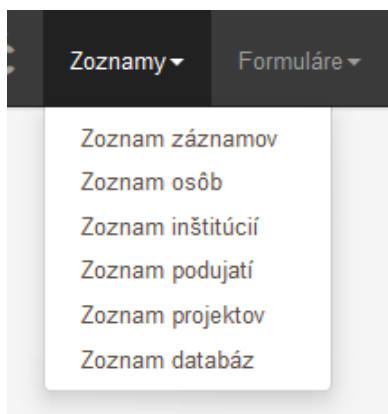 Zoznamy Formuláre
Zoznam záznamov
Zoznam osôb
Zoznam inštitúcií
Zoznam podujatí
Zoznam projektov
Zoznam databáz